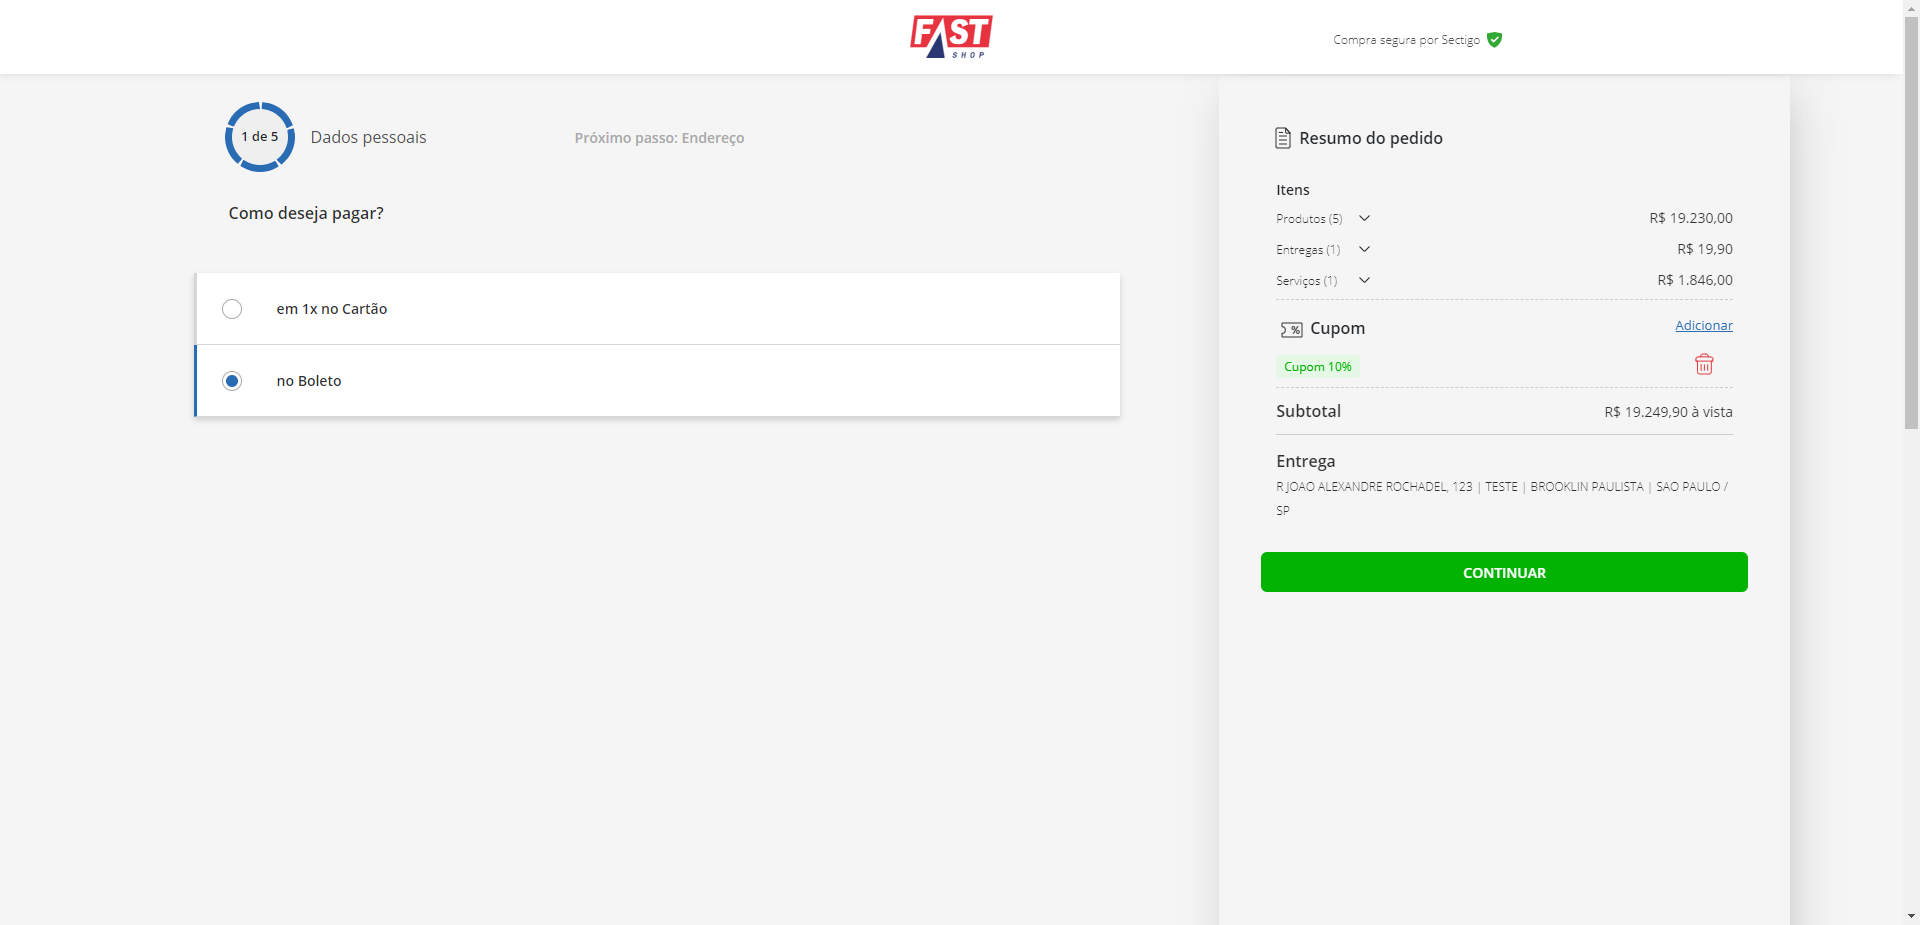 FAST
SHOP
Compra segura por Sectigo
1 de 5
Dados pessoais
Próximo passo: Endereço
Como deseja pagar?
em 1x no Cartão
no Boleto
Resumo do pedido
Itens
Produtos (5) R$ 19.230,00
Entregas (1) R$ 19,90
Serviços (1) R$ 1.846,00
% Cupom Adicionar
Cupom 10%
Subtotal R$ 19.249,90 à vista
Entrega
R JOAO ALEXANDRE ROCHADEL, 123 | TESTE | BROOKLIN PAULISTA | SAO PAULO /
SP
CONTINUAR